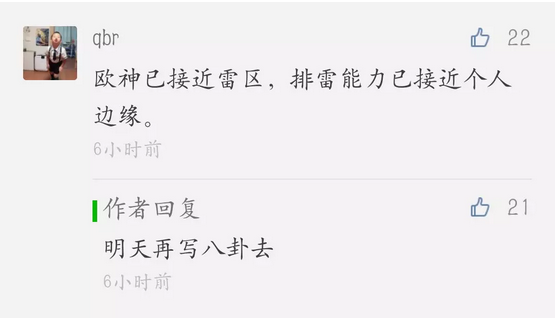 qbr
22
欧神已接近雷区，排雷能力已接近个人
边缘。
6小时前
作者回复
21
明天再写八卦去
6小时前